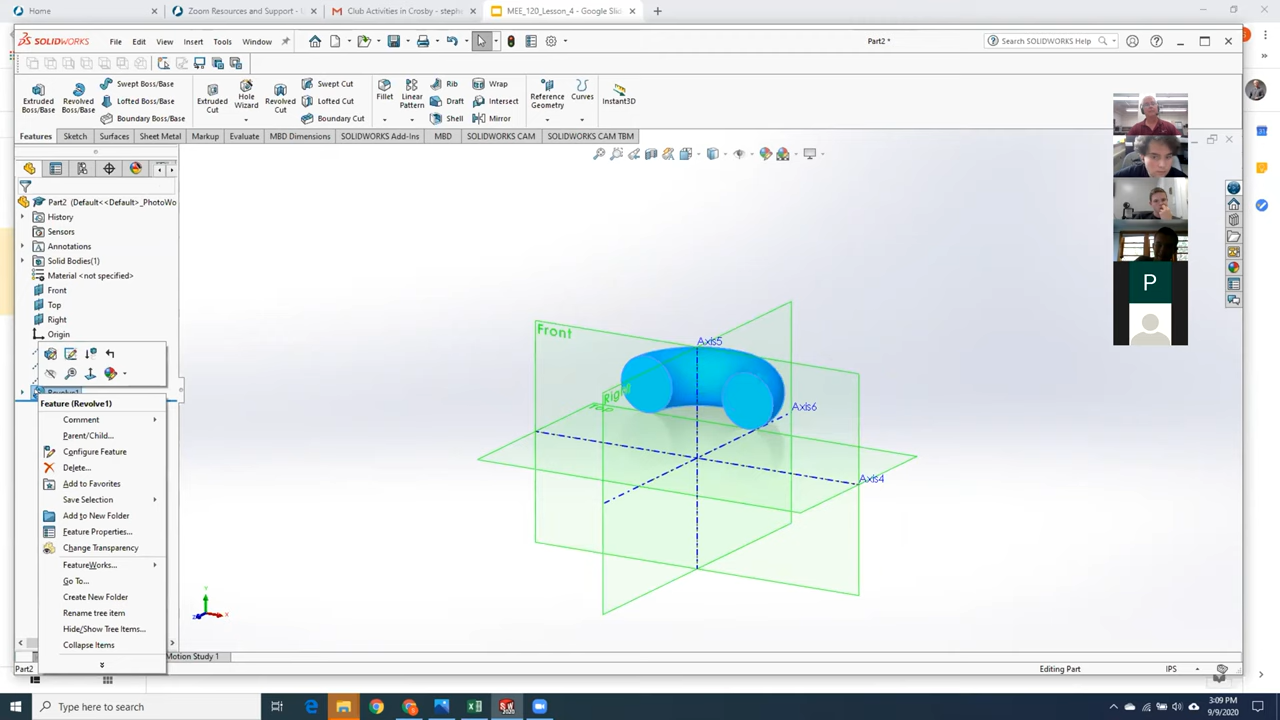 Home
Zoom Resources and Support -
Club Activities in Crosby - steph
MEE_120_Lesson_4 - Google Slid
SOLIDWORKS
File
Edit
View
Insert
Tools
Window
Part2 *
Search SOLIDWORKS Help
Extruded Boss/Base
Revolved Boss/Base
Swept Boss/Base
Lofted Boss/Base
Boundary Boss/Base
Extruded Cut
Hole Wizard
Revolved Cut
Swept Cut
Lofted Cut
Boundary Cut
Fillet
Linear Pattern
Rib
Draft
Shell
Wrap
Intersect
Mirror
Reference Geometry
Curves
Instant3D
Features
Sketch
Surfaces
Sheet Metal
Markup
Evaluate
MBD Dimensions
SOLIDWORKS Add-Ins
MBD
SOLIDWORKS CAM
SOLIDWORKS CAM TBM
Part2 (Default<<Default>_PhotoWo
History
Sensors
Annotations
Solid Bodies(1)
Material <not specified>
Front
Top
Right
Origin
Revolve1
Feature (Revolve1)
Comment
Parent/Child...
Configure Feature
Delete...
Add to Favorites
Save Selection
Add to New Folder
Feature Properties...
Change Transparency
FeatureWorks...
Go To...
Create New Folder
Rename tree item
Hide/Show Tree Items...
Collapse Items
Front
Right
Top
Axis5
Axis6
Axis4
P
Y
X
Z
Motion Study 1
Part2
Editing Part
IPS
Type here to search
SW
2020
3:09 PM
9/9/2020